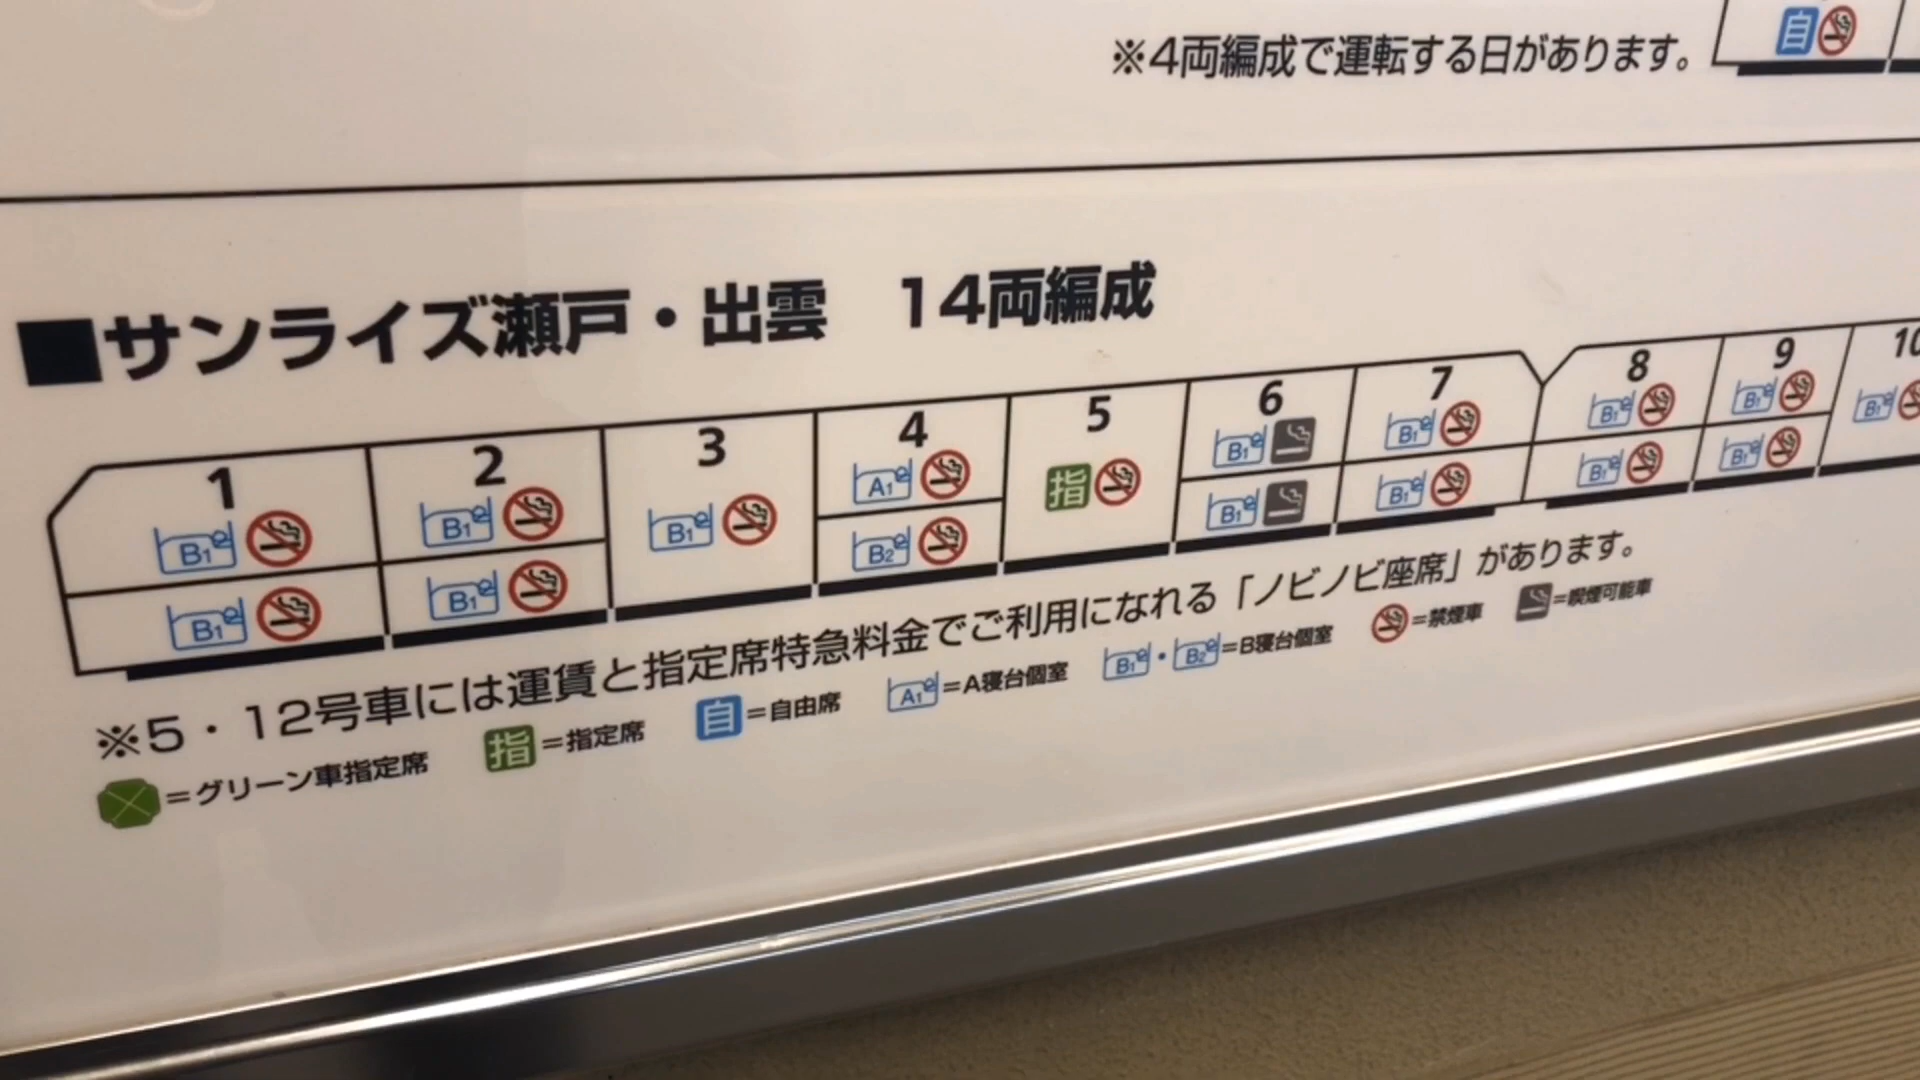 自
※4両編成で運転する日があります。
■サンライズ瀬戸・出雲 14両編成
1 2 3 4 5 6 7 8 9 10
B1 B1 B1 A1 指 B1 B1 B1 B1 B1
B1 B1 B2 B1 B1 B1 B1
※5・12号車には運賃と指定席特急料金でご利用になれる「ノビノビ座席」があります。
=グリーン車指定席 指=指定席 自=自由席 A1=A寝台個室 B1・B2=B寝台個室 =禁煙車 =喫煙可能車